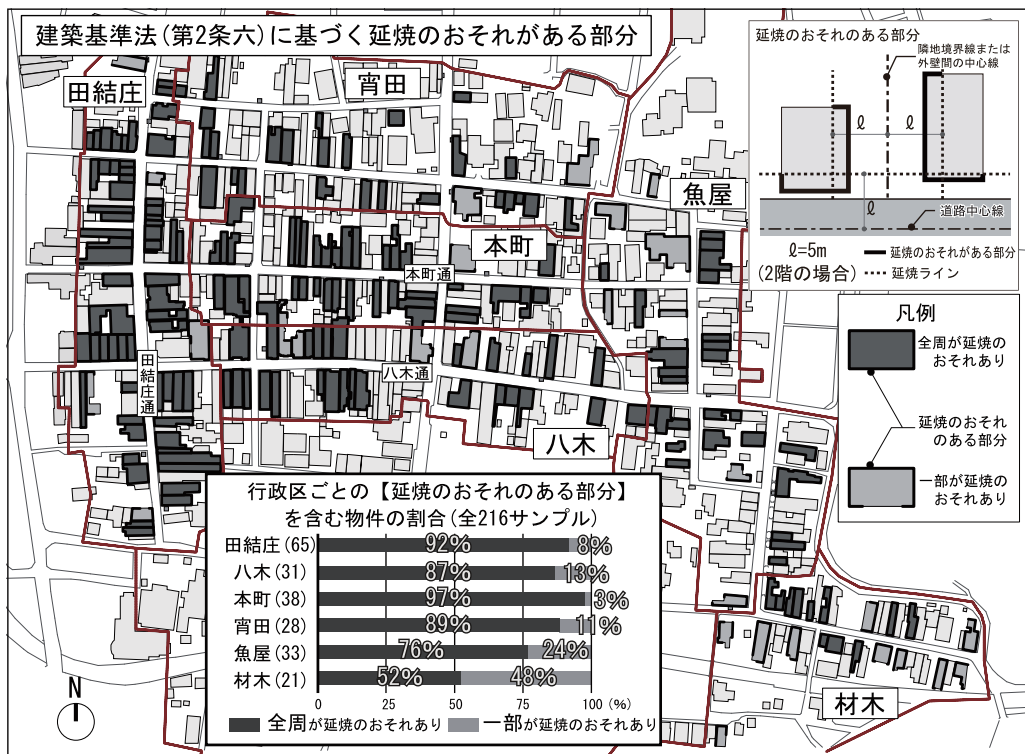 建築基準法(第2条六)に基づく延焼のおそれがある部分
田結庄
宵田
魚屋
本町
本町通
田結庄通
八木通
八木
材木
N
延焼のおそれのある部分
隣地境界線または
外壁間の中心線
ℓ
ℓ
ℓ
道路中心線
ℓ=5m
(2階の場合)
延焼のおそれがある部分
延焼ライン
凡例
全周が延焼の
おそれあり
延焼のおそれ
のある部分
一部が延焼の
おそれあり
行政区ごとの【延焼のおそれのある部分】
を含む物件の割合(全216サンプル)
田結庄(65) 92% 8%
八木(31) 87% 13%
本町(38) 97% 3%
宵田(28) 89% 11%
魚屋(33) 76% 24%
材木(21) 52% 48%
0 25 50 75 100 (%)
全周が延焼のおそれあり 一部が延焼のおそれあり